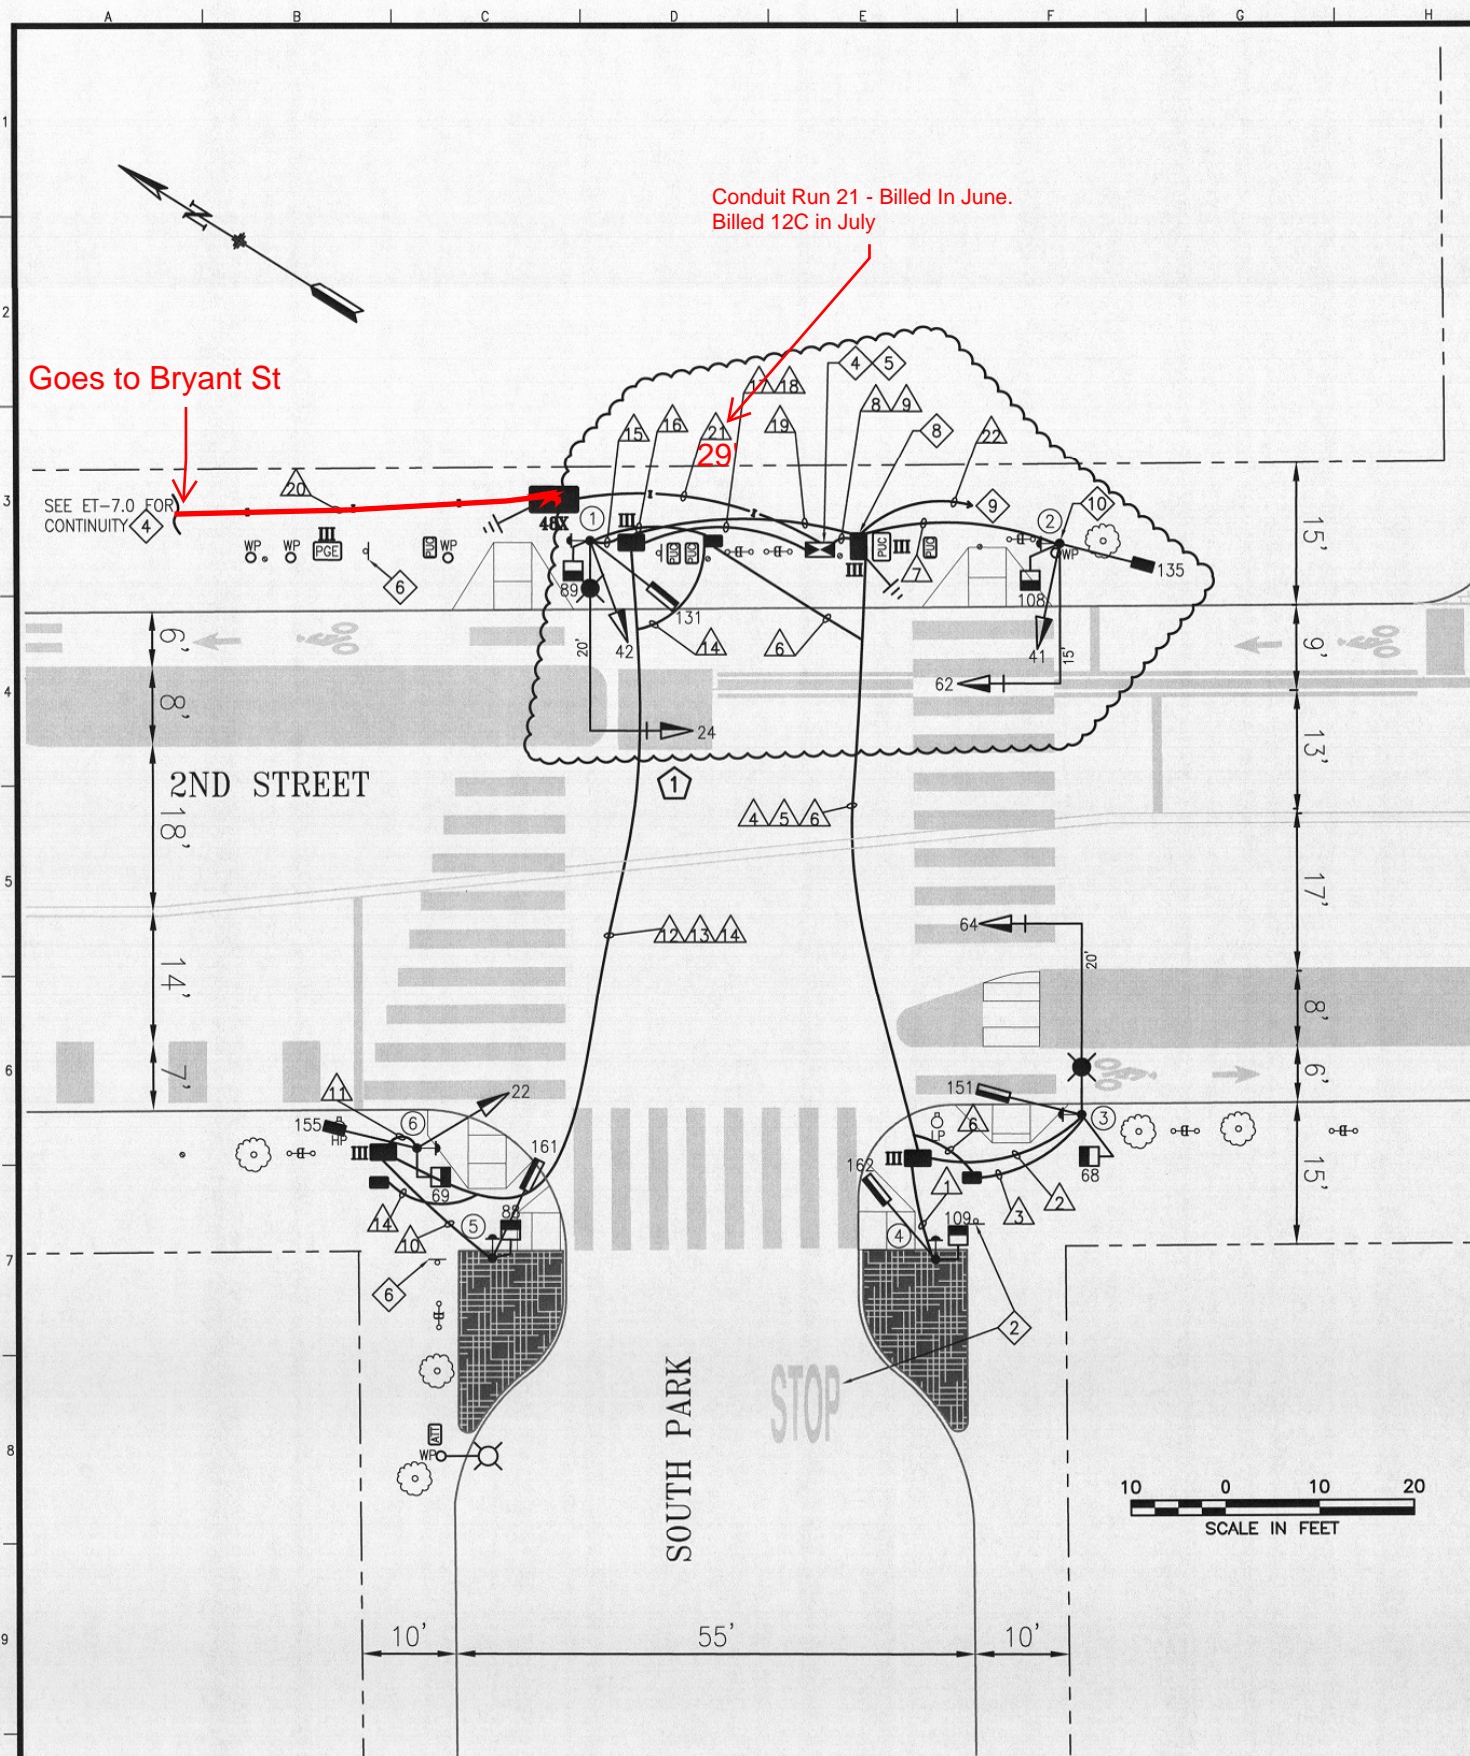 A B C D E F G H
1
N
Conduit Run 21 - Billed In June.
Billed 12C in July
2
Goes to Bryant St
4 5
17 18
8 9
15 16 21 19 8 22
29'
3
20
SEE ET-7.0 FOR
CONTINUITY 4
48X 1 III 9 2 10
III
WP WP PGE PUC WP PUC PUC PUC III PUC WP
III
15'
135
6 89 131 7 108
6' 42 20' 14 6 41 15' 9'
62
4
8' 24
13'
1
2ND STREET
18' 4 5 6
5
17'
64
12 13 14
20'
14'
8'
6
7' 22 151 6'
11
155 HP 6 161 6 LP 3
III III
162 68 15'
69 1 2
14 88 3
10 5 109 4
7
6
2
STOP
SOUTH PARK
8
ATT
WP
10 0 10 20
SCALE IN FEET
9
10' 55' 10'